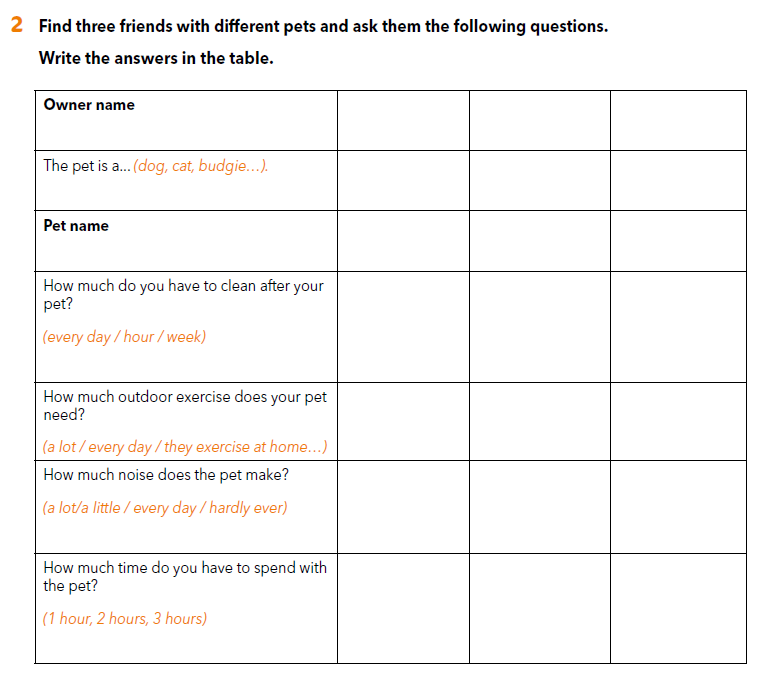 2 Find three friends with different pets and ask them the following questions.
Write the answers in the table.
Owner name
The pet is a... (dog, cat, budgie...).
Pet name
How much do you have to clean after your
pet?
(every day / hour / week)
How much outdoor exercise does your pet
need?
(a lot / every day / they exercise at home...)
How much noise does the pet make?
(a lot/a little / every day / hardly ever)
How much time do you have to spend with
the pet?
(1 hour, 2 hours, 3 hours)